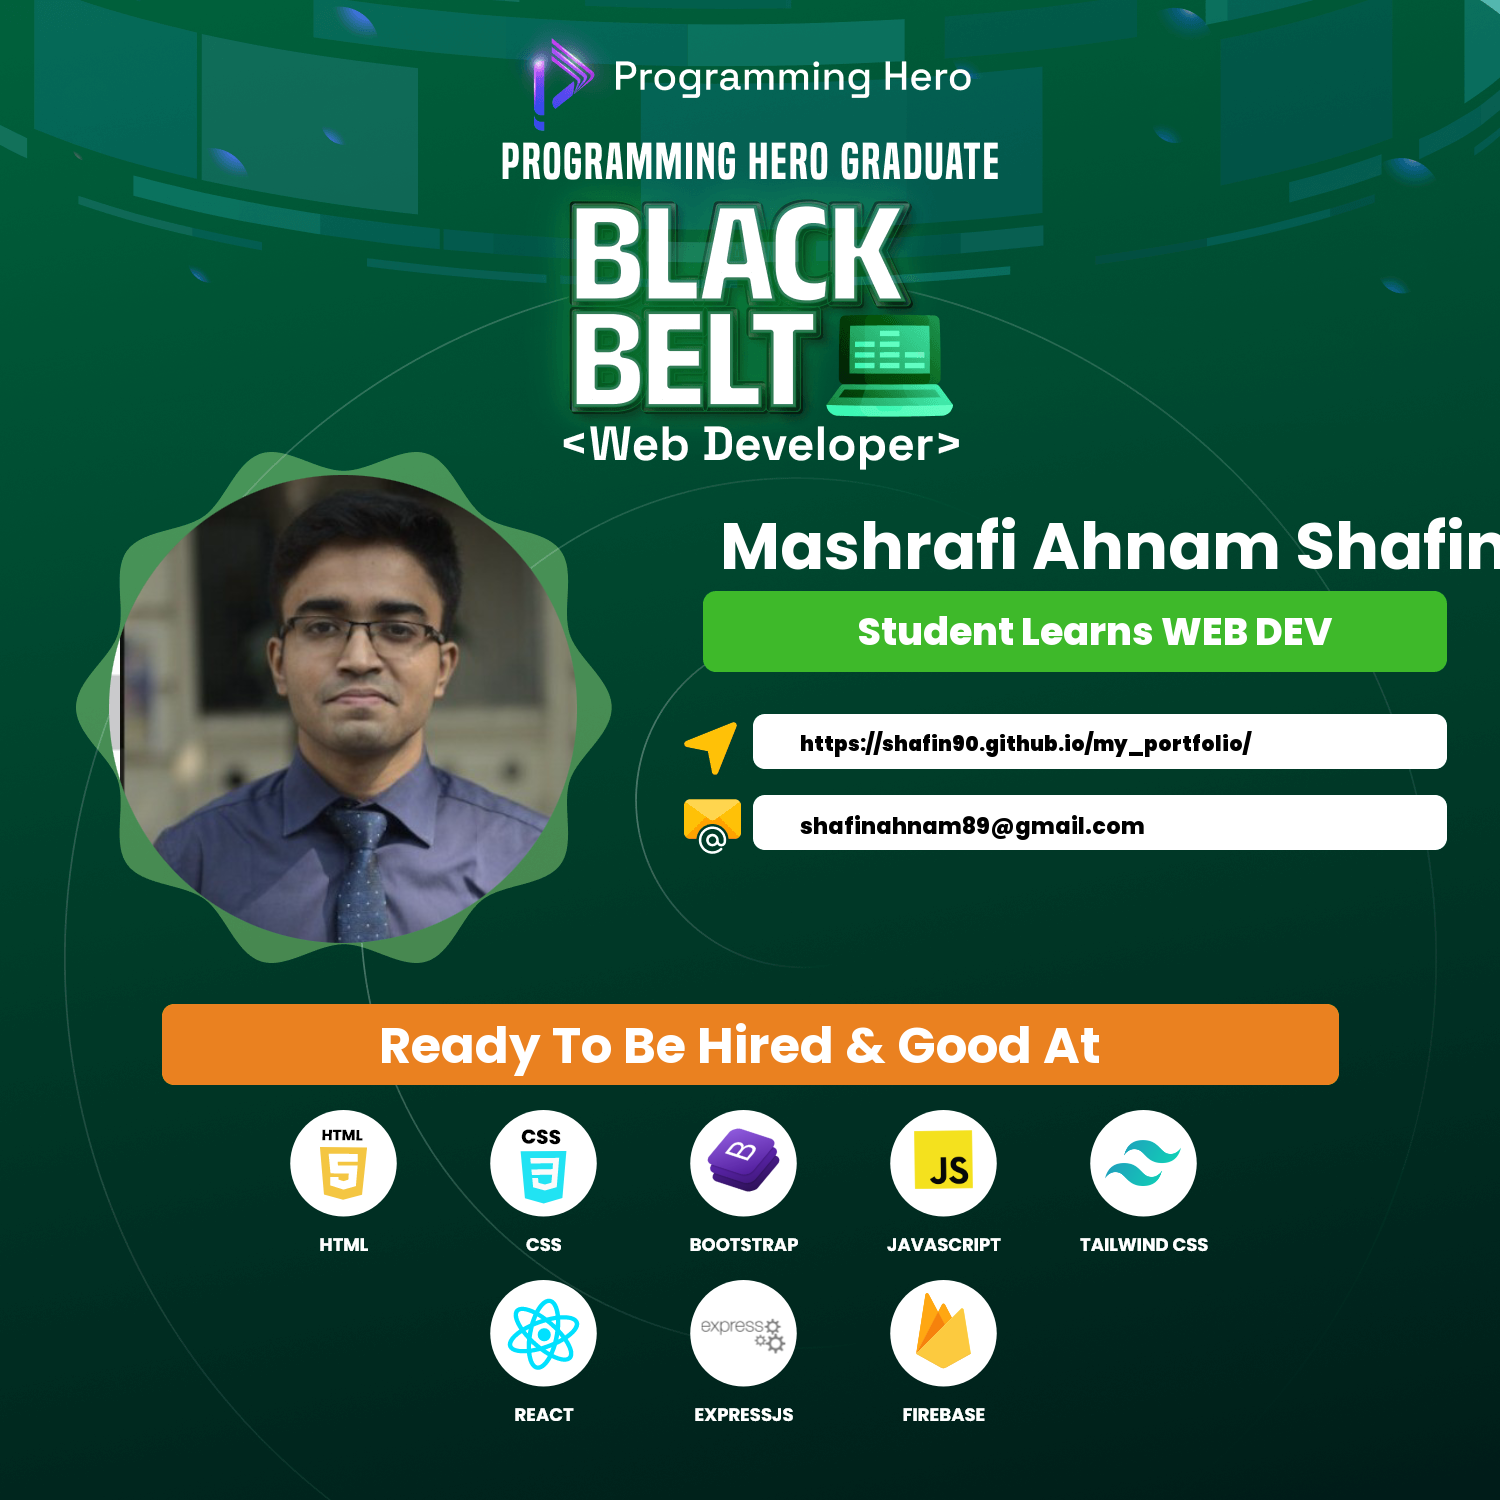 Programming Hero
PROGRAMMING HERO GRADUATE
BLACK
BELT
<Web Developer>
Mashrafi Ahnam Shafin
Student Learns WEB DEV
https://shafin90.github.io/my_portfolio/
@
shafinahnam89@gmail.com
Ready To Be Hired & Good At
HTML
5
CSS
3
B
JS
HTML
CSS
BOOTSTRAP
JAVASCRIPT
TAILWIND CSS
express
REACT
EXPRESSJS
FIREBASE